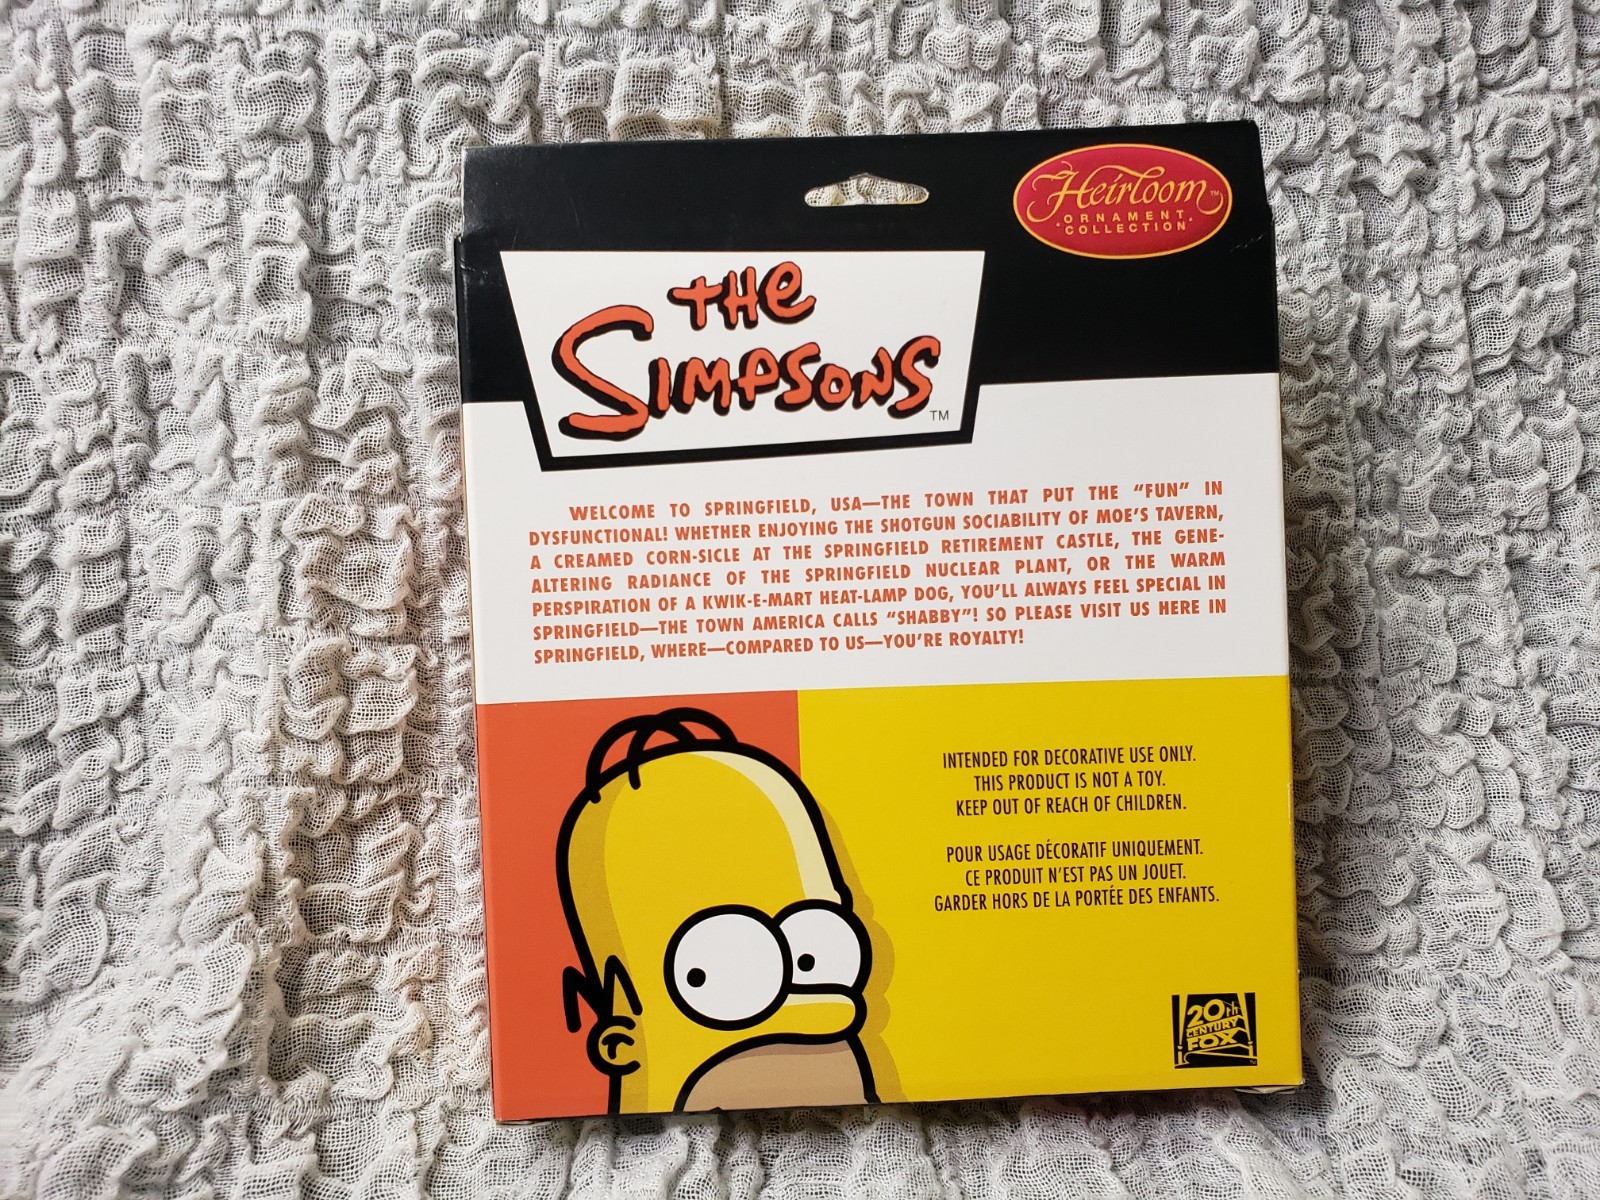 Heirloom™
ORNAMENT
COLLECTION
THE
SIMPSONS
TM
WELCOME TO SPRINGFIELD, USA—THE TOWN THAT PUT THE “FUN” IN
DYSFUNCTIONAL! WHETHER ENJOYING THE SHOTGUN SOCIABILITY OF MOE’S TAVERN,
A CREAMED CORN-SICLE AT THE SPRINGFIELD RETIREMENT CASTLE, THE GENE-
ALTERING RADIANCE OF THE SPRINGFIELD NUCLEAR PLANT, OR THE WARM
PERSPIRATION OF A KWIK-E-MART HEAT-LAMP DOG, YOU’LL ALWAYS FEEL SPECIAL IN
SPRINGFIELD—THE TOWN AMERICA CALLS “SHABBY”! SO PLEASE VISIT US HERE IN
SPRINGFIELD, WHERE—COMPARED TO US—YOU’RE ROYALTY!
INTENDED FOR DECORATIVE USE ONLY.
THIS PRODUCT IS NOT A TOY.
KEEP OUT OF REACH OF CHILDREN.
POUR USAGE DÉCORATIF UNIQUEMENT.
CE PRODUIT N’EST PAS UN JOUET.
GARDER HORS DE LA PORTÉE DES ENFANTS.
20th
CENTURY
FOX